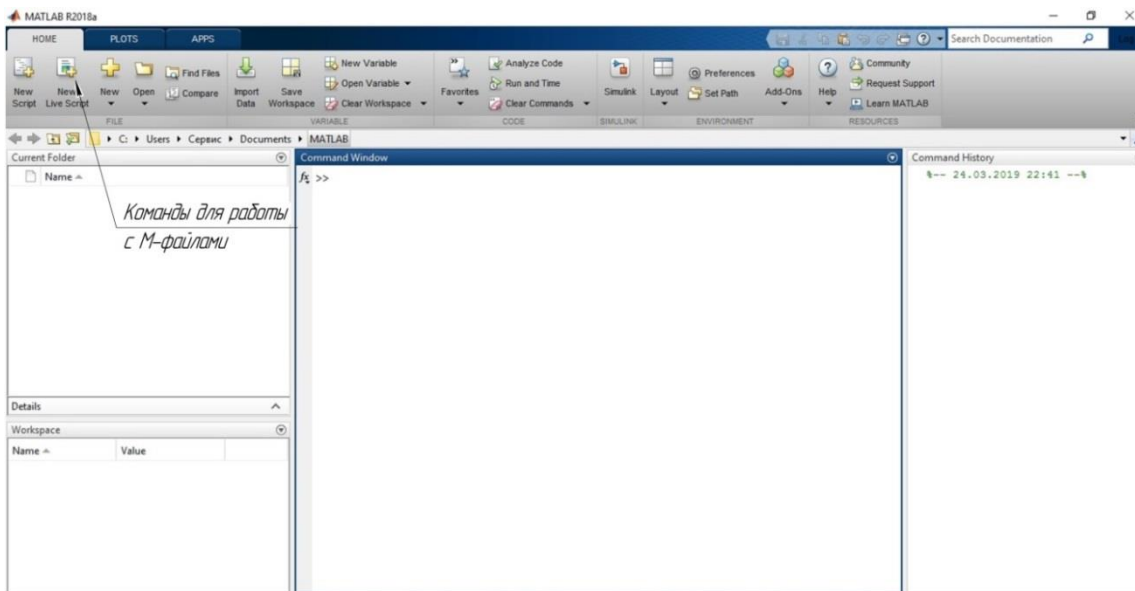 MATLAB R2018a
HOME PLOTS APPS
Search Documentation
New Script
New Live Script
New
Open
Find Files
Compare
Import Data
Save Workspace
New Variable
Open Variable
Clear Workspace
Favorites
Analyze Code
Run and Time
Clear Commands
Simulink
Layout
Preferences
Set Path
Add-Ons
Help
Community
Request Support
Learn MATLAB
FILE VARIABLE CODE SIMULINK ENVIRONMENT RESOURCES
C: Users Сервис Documents MATLAB
Current Folder
Name
Команды для работы
с М-файлами
Details
Workspace
Name Value
Command Window
fx >>
Command History
%-- 24.03.2019 22:41 --%